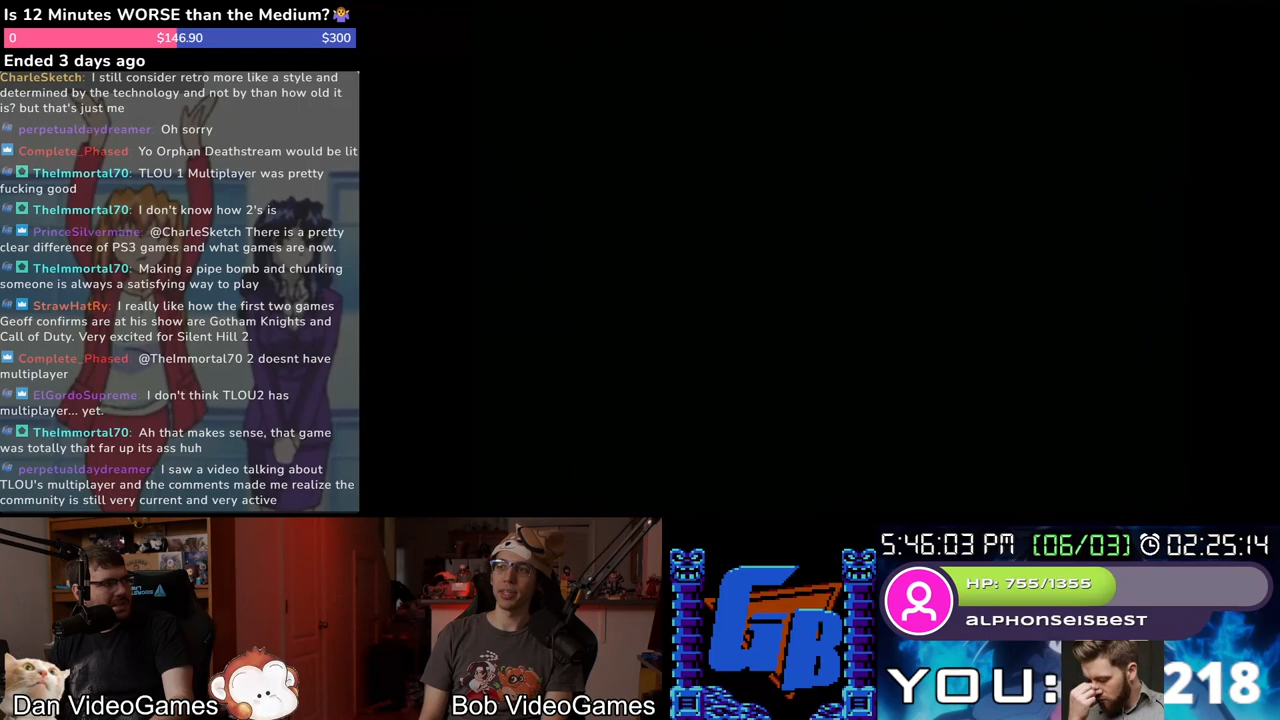 Is 12 Minutes WORSE than the Medium?🤷‍♀️
0 $146.90 $300
Ended 3 days ago
CharleSketch: I still consider retro more like a style and
determined by the technology and not by than how old it
is? but that's just me
perpetualdaydreamer: Oh sorry
Complete_Phased: Yo Orphan Deathstream would be lit
TheImmortal70: TLOU 1 Multiplayer was pretty
fucking good
TheImmortal70: I don't know how 2's is
PrinceSilvermane: @CharleSketch There is a pretty
clear difference of PS3 games and what games are now.
TheImmortal70: Making a pipe bomb and chunking
someone is always a satisfying way to play
StrawHatRy: I really like how the first two games
Geoff confirms are at his show are Gotham Knights and
Call of Duty. Very excited for Silent Hill 2.
Complete_Phased: @TheImmortal70 2 doesnt have
multiplayer
ElGordoSupreme: I don't think TLOU2 has
multiplayer... yet.
TheImmortal70: Ah that makes sense, that game
was totally that far up its ass huh
perpetualdaydreamer: I saw a video talking about
TLOU's multiplayer and the comments made me realize the
community is still very current and very active
Dan VideoGames
Bob VideoGames
GB
5:46:03 PM [06/03] 02:25:14
HP: 755/1355
alphonseisbest
YOU: 218